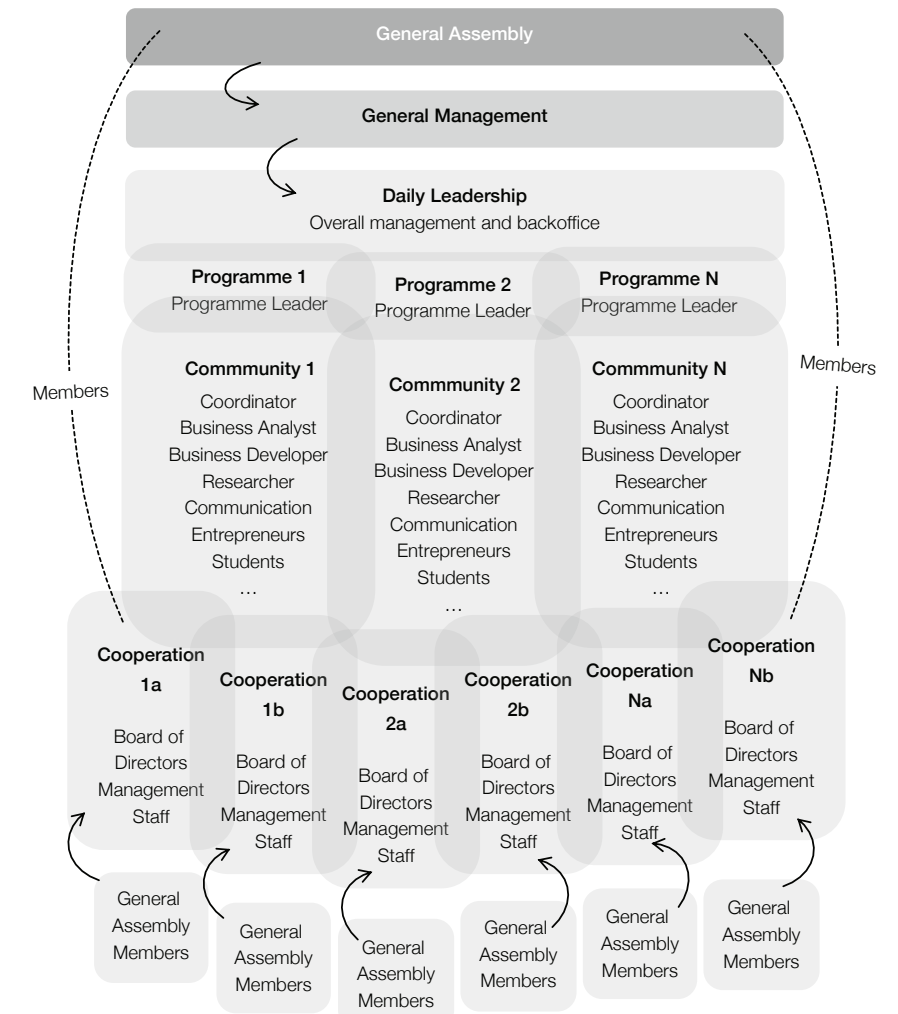 General Assembly
General Management
Daily Leadership
Overall management and backoffice
Programme 1
Programme Leader
Programme 2
Programme Leader
Programme N
Programme Leader
Members
Members
Commmunity 1
Coordinator
Business Analyst
Business Developer
Researcher
Communication
Entrepreneurs
Students
…
Commmunity 2
Coordinator
Business Analyst
Business Developer
Researcher
Communication
Entrepreneurs
Students
…
Commmunity N
Coordinator
Business Analyst
Business Developer
Researcher
Communication
Entrepreneurs
Students
…
Cooperation
1a
Board of
Directors
Management
Staff
Cooperation
1b
Board of
Directors
Management
Staff
Cooperation
2a
Board of
Directors
Management
Staff
Cooperation
2b
Board of
Directors
Management
Staff
Cooperation
Na
Board of
Directors
Management
Staff
Cooperation
Nb
Board of
Directors
Management
Staff
General
Assembly
Members
General
Assembly
Members
General
Assembly
Members
General
Assembly
Members
General
Assembly
Members
General
Assembly
Members